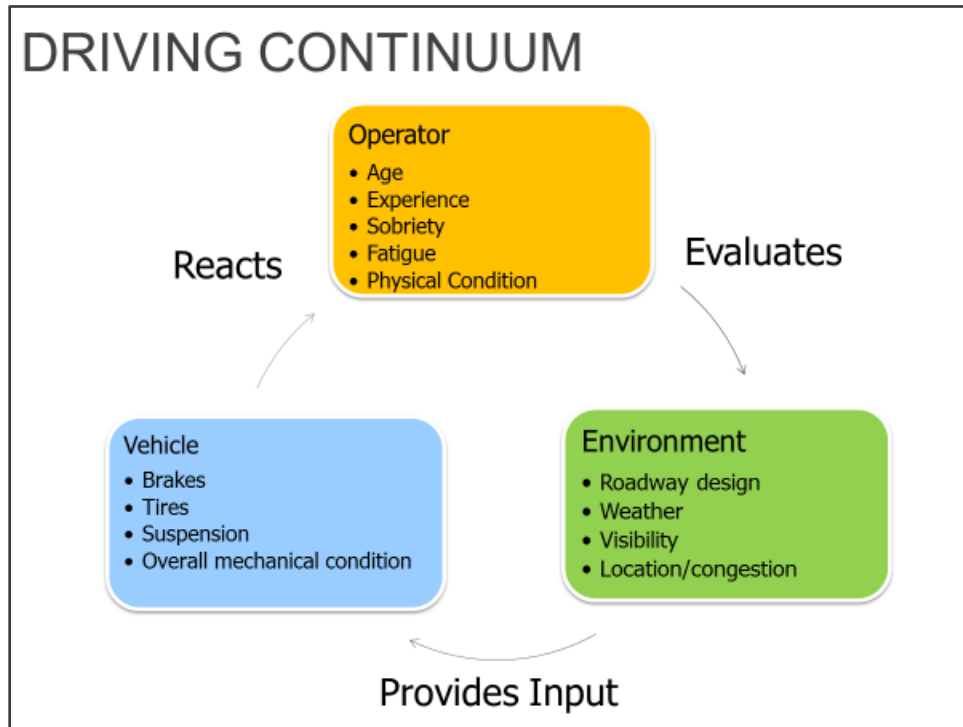 DRIVING CONTINUUM
Operator
• Age
• Experience
• Sobriety
• Fatigue
• Physical Condition
Reacts
Evaluates
Vehicle
• Brakes
• Tires
• Suspension
• Overall mechanical condition
Environment
• Roadway design
• Weather
• Visibility
• Location/congestion
Provides Input